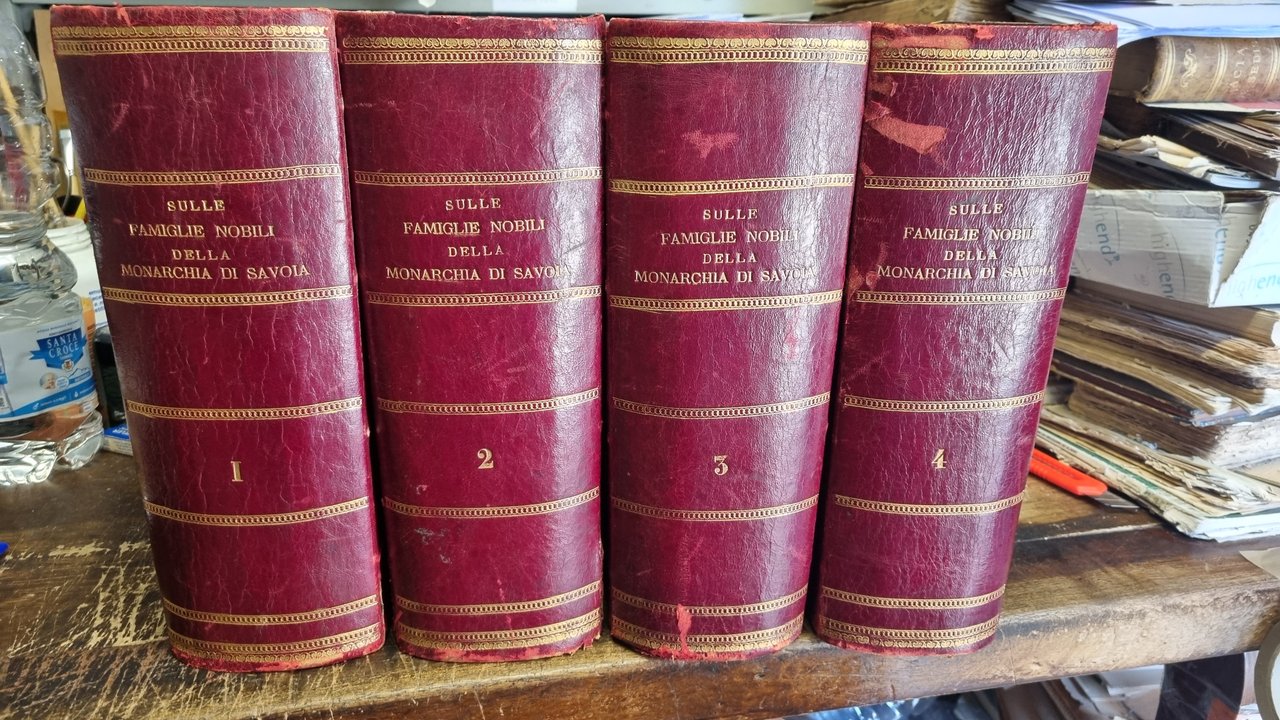 SULLE
FAMIGLIE NOBILI
DELLA
MONARCHIA DI SAVOIA
1
SULLE
FAMIGLIE NOBILI
DELLA
MONARCHIA DI SAVOIA
2
SULLE
FAMIGLIE NOBILI
DELLA
MONARCHIA DI SAVOIA
3
SULLE
FAMIGLIE NOBILI
DELLA
MONARCHIA DI SAVOIA
4
SANTA
CROCE